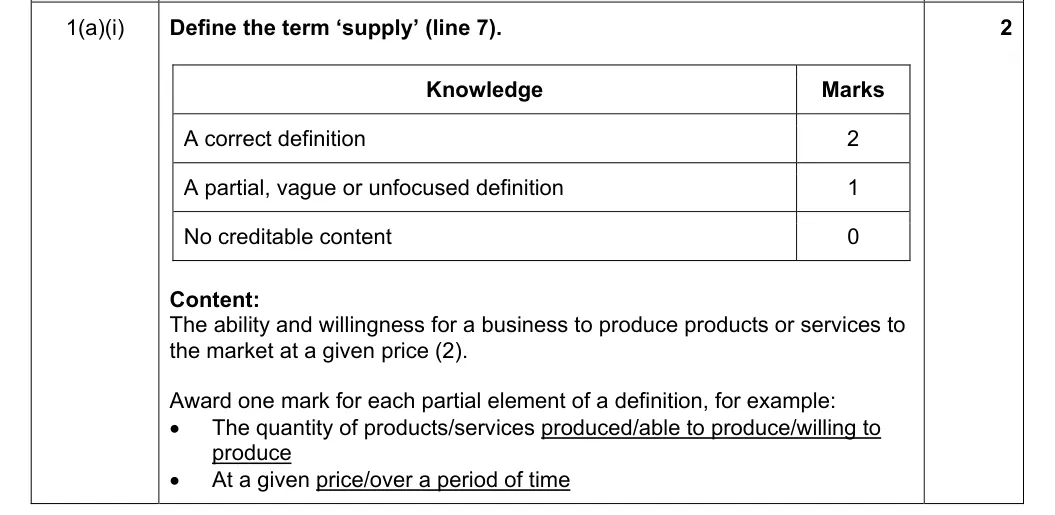 1(a)(i) Define the term ‘supply’ (line 7). 2
Knowledge Marks
A correct definition 2
A partial, vague or unfocused definition 1
No creditable content 0
Content:
The ability and willingness for a business to produce products or services to
the market at a given price (2).
Award one mark for each partial element of a definition, for example:
• The quantity of products/services produced/able to produce/willing to
produce
• At a given price/over a period of time